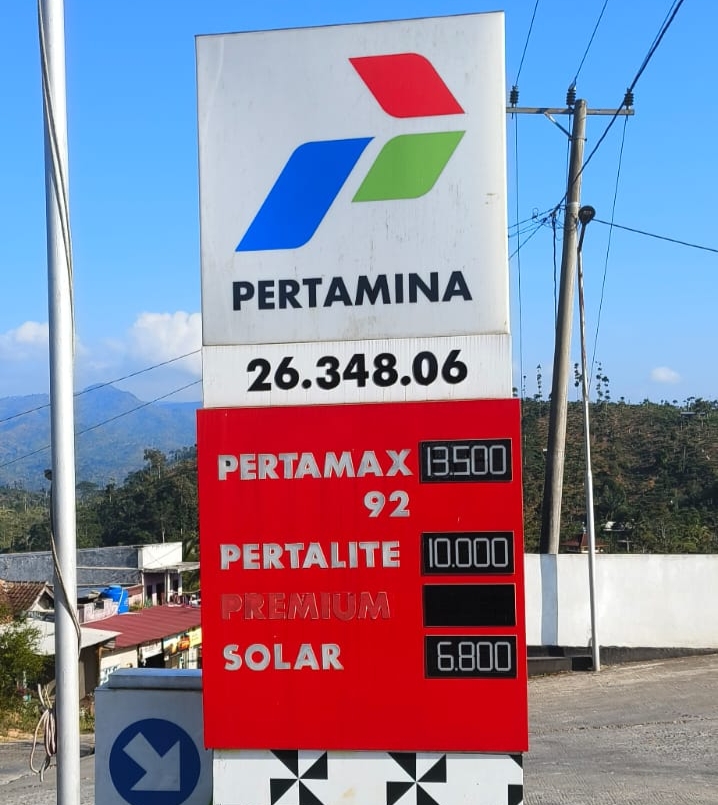 PERTAMINA
26.348.06
PERTAMAX 13.500
92
PERTALITE 10.000
PREMIUM
SOLAR 6.800